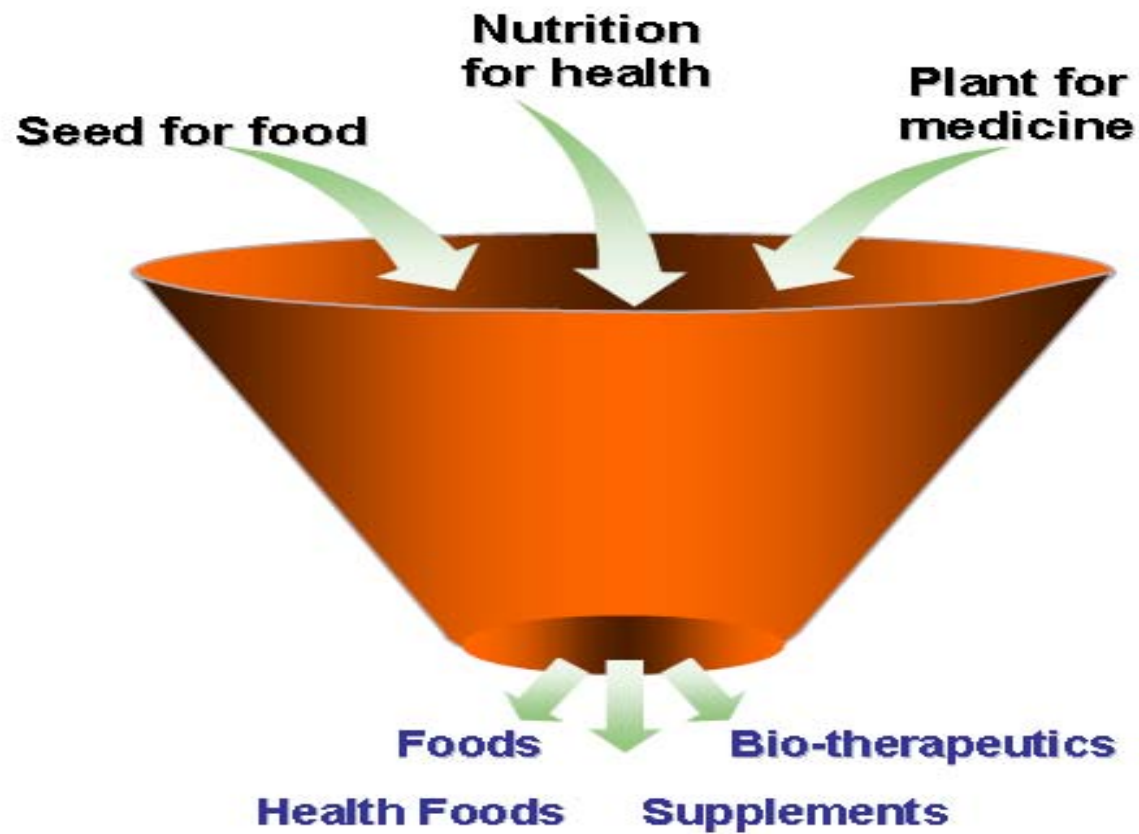 Nutrition
for health
Plant for
medicine
Seed for food
Foods
Bio-therapeutics
Health Foods
Supplements